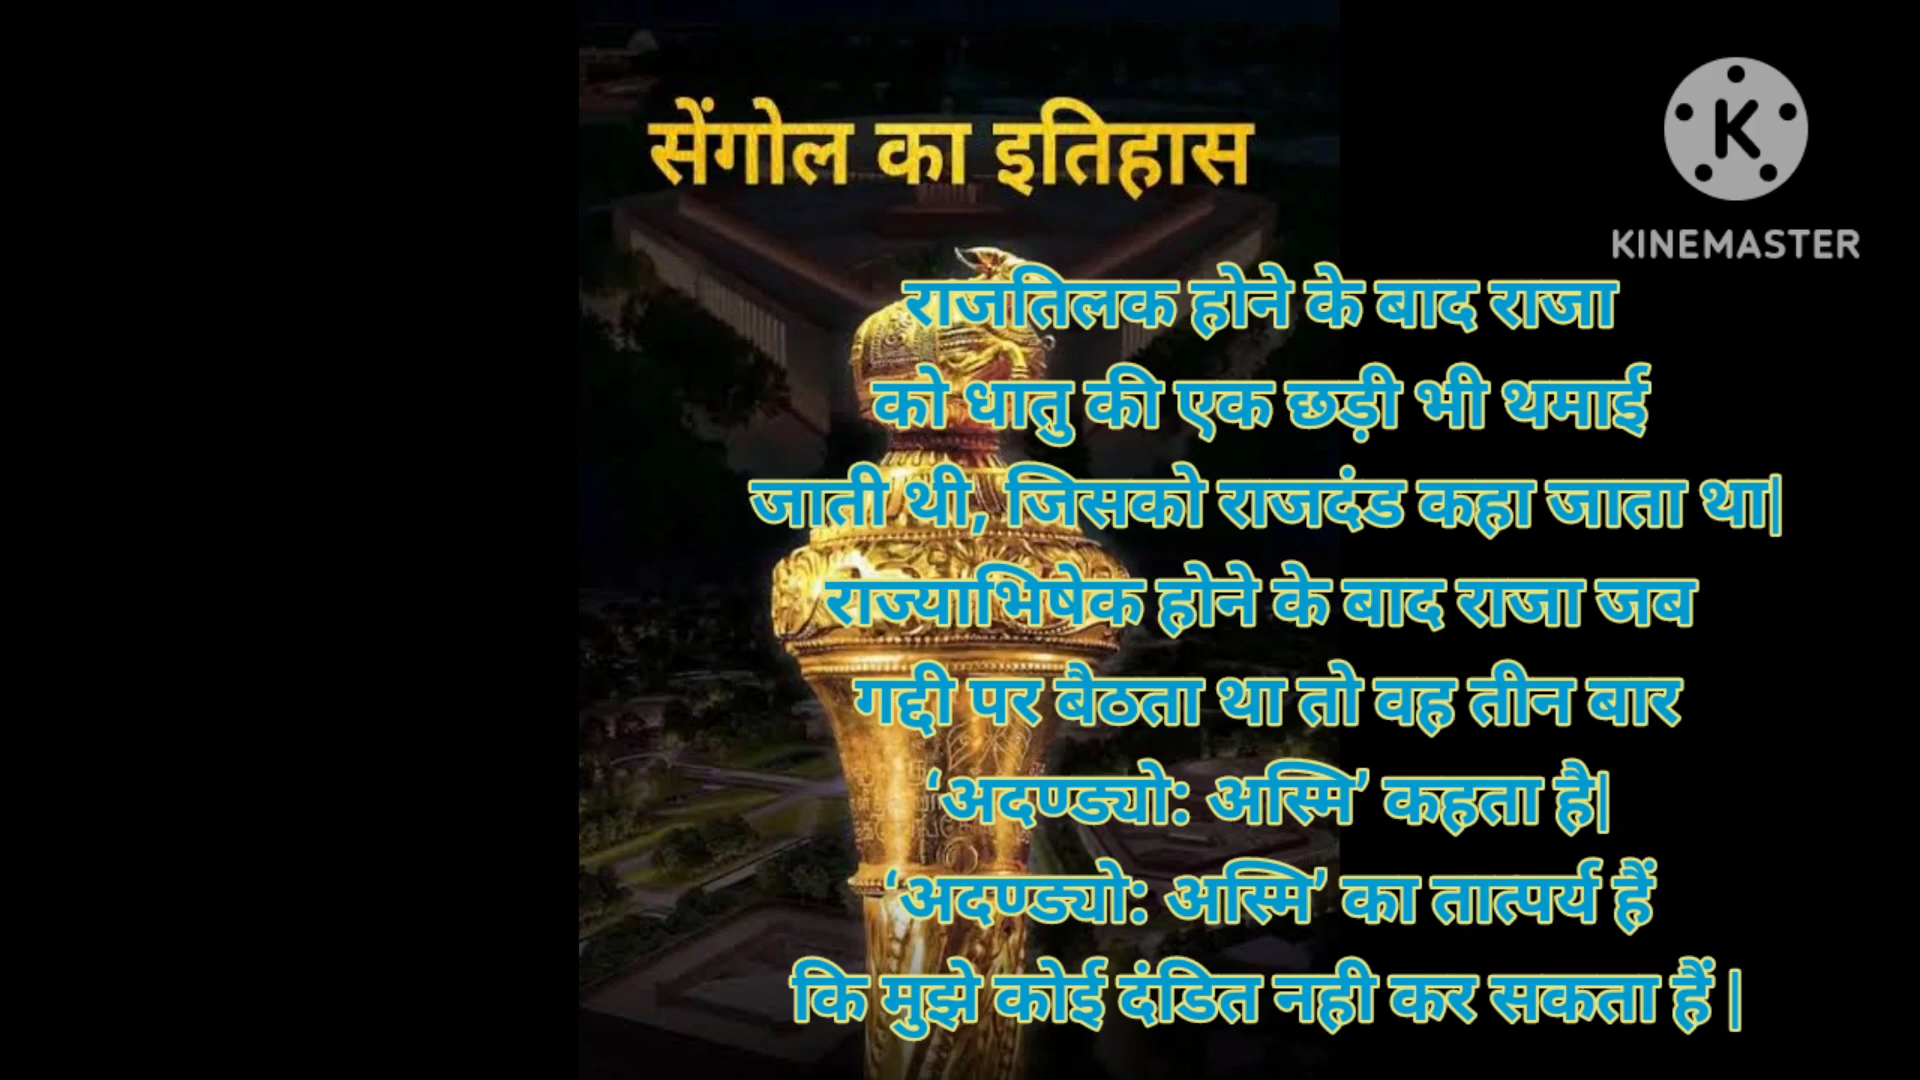 सेंगोल का इतिहास
KINEMASTER
राजतिलक होने के बाद राजा
को धातु की एक छड़ी भी थमाई
जाती थी, जिसको राजदंड कहा जाता था|
राज्याभिषेक होने के बाद राजा जब
गद्दी पर बैठता था तो वह तीन बार
‘अदण्ड्यो: अस्मि’ कहता है|
‘अदण्ड्यो: अस्मि’ का तात्पर्य हैं
कि मुझे कोई दंडित नही कर सकता हैं |